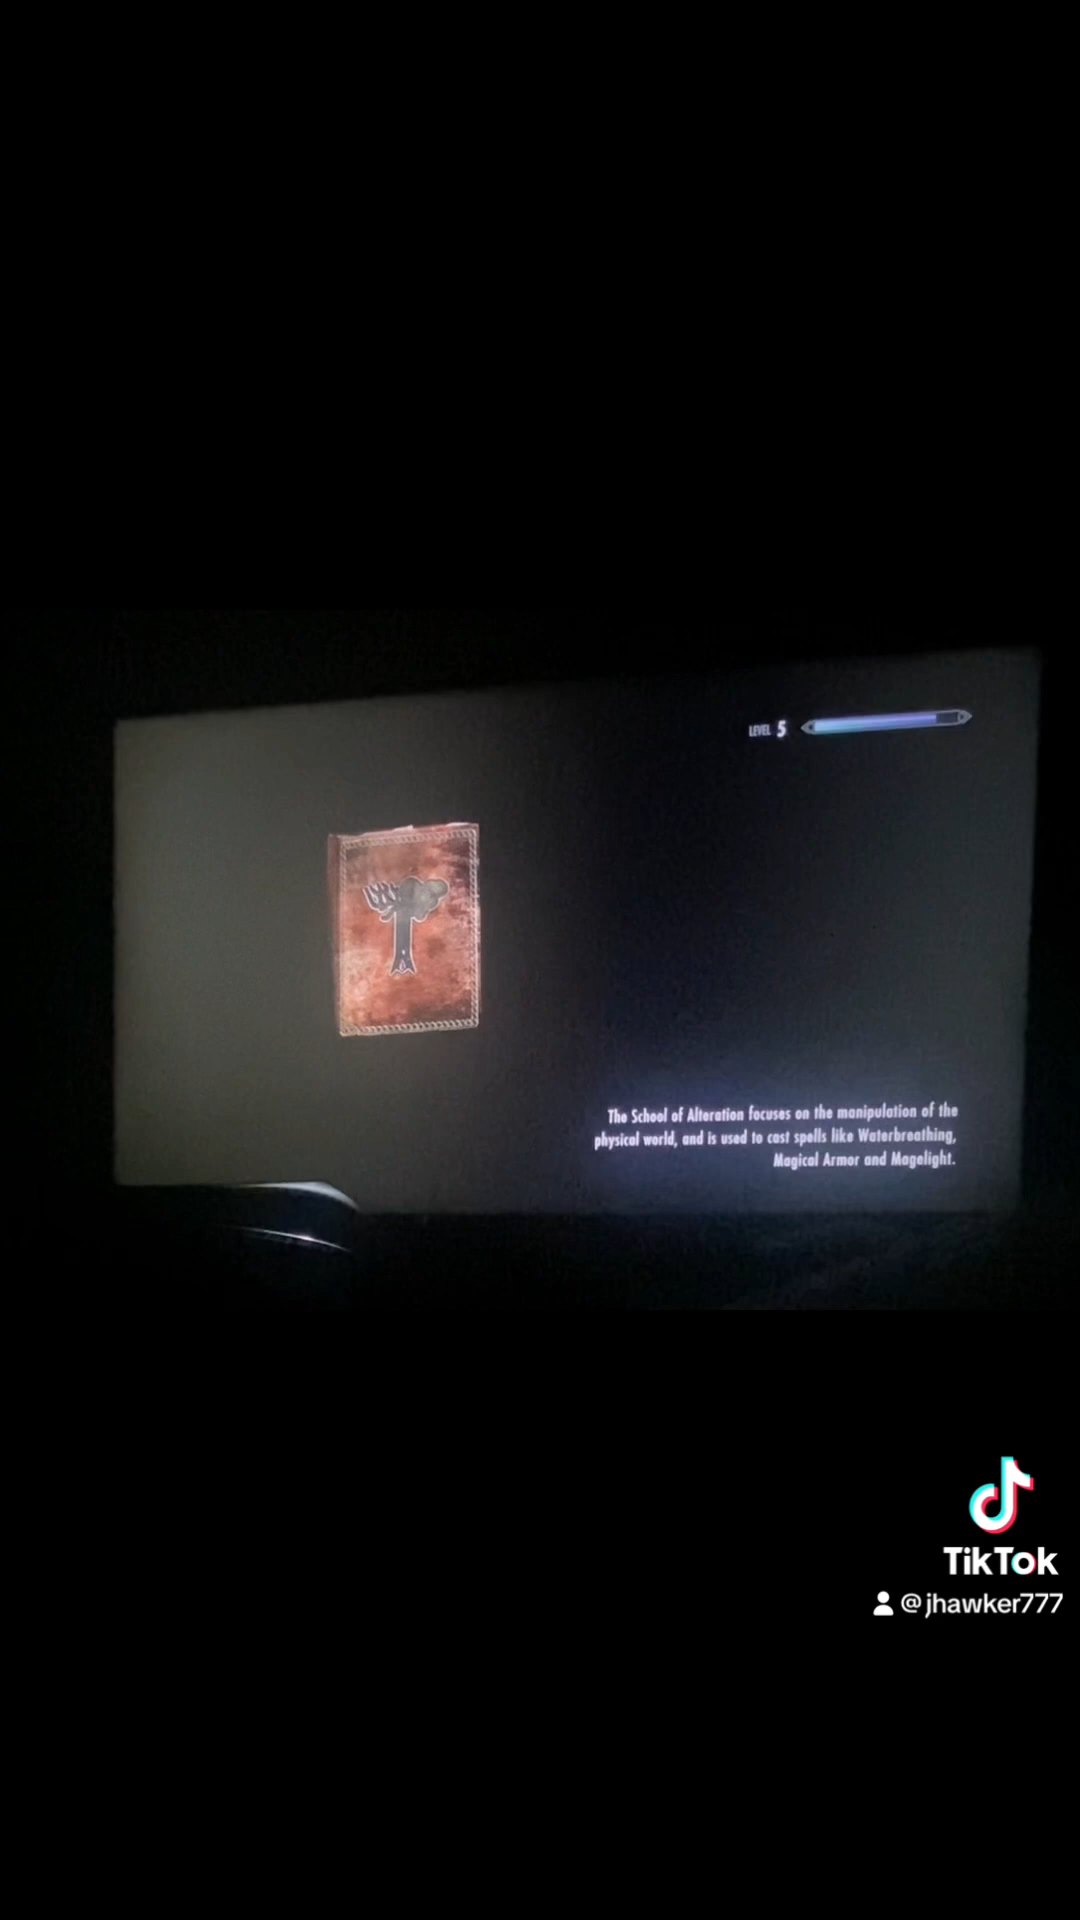 LEVEL 5
The School of Alteration focuses on the manipulation of the
physical world, and is used to cast spells like Waterbreathing,
Magical Armor and Magelight.
TikTok
@jhawker777